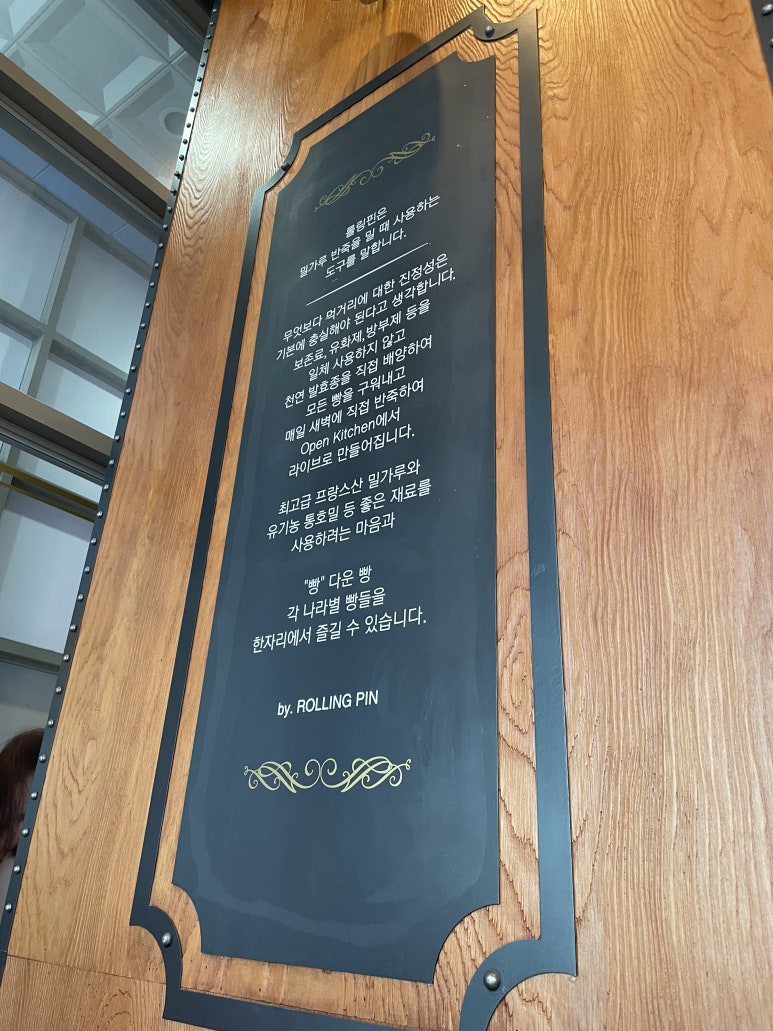 롤링핀은
밀가루 반죽을 밀 때 사용하는
도구를 말합니다.
무엇보다 먹거리에 대한 진정성은
기본에 충실해야 된다고 생각합니다.
보존료, 유화제, 방부제 등을
일체 사용하지 않고
천연 발효종을 직접 배양하여
모든 빵을 구워내고
매일 새벽에 직접 반죽하여
Open Kitchen에서
라이브로 만들어집니다.
최고급 프랑스산 밀가루와
유기농 통호밀 등 좋은 재료를
사용하려는 마음과
"빵" 다운 빵
각 나라별 빵들을
한자리에서 즐길 수 있습니다.
by. ROLLING PIN